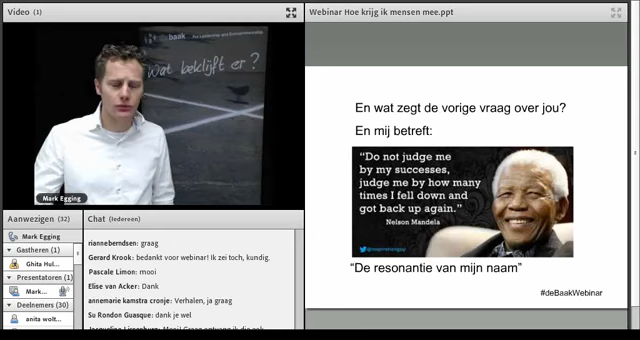 Video (1)
de baak
Wat beklijft er ?
Mark Egging
Aanwezigen (32)
Mark Egging
Gastheren (1)
Ghita Hul...
Presentatoren (1)
Mark...
Deelnemers (30)
anita wolt...
Chat (Iedereen)
rianneberndsen: graag
Gerard Krook: bedankt voor webinar! Ik zei toch, kundig.
Pascale Limon: mooi
Elise van Acker: Dank
annemarie kamstra cronje: Verhalen, ja graag
Su Rondon Guasque: dank je wel
Webinar Hoe krijg ik mensen mee.ppt
En wat zegt de vorige vraag over jou?
En mij betreft:
“Do not judge me
by my successes,
judge me by how many
times I fell down and
got back up again.”
Nelson Mandela
“De resonantie van mijn naam”
#deBaakWebinar